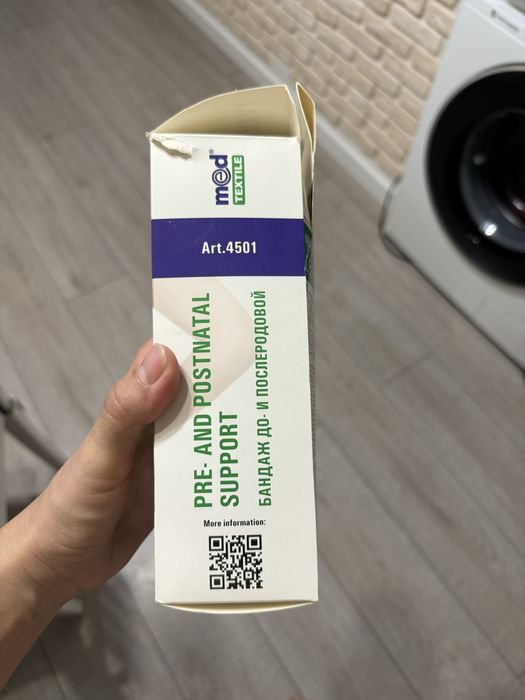 med®
TEXTILE
Art.4501
PRE- AND POSTNATAL
SUPPORT
БАНДАЖ ДО- И ПОСЛЕРОДОВОЙ
More information: